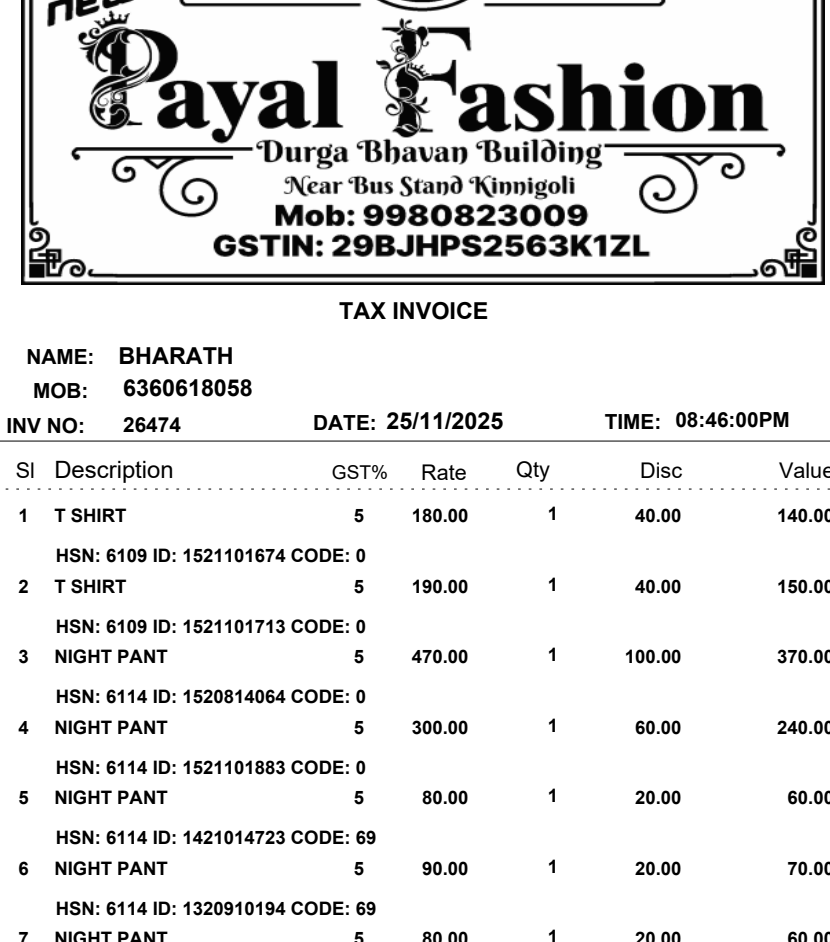 new
Payal Fashion
Durga Bhavan Building
Near Bus Stand Kinnigoli
Mob: 9980823009
GSTIN: 29BJHPS2563K1ZL
TAX INVOICE
NAME: BHARATH
MOB: 6360618058
INV NO: 26474 DATE: 25/11/2025 TIME: 08:46:00PM
Sl Description GST% Rate Qty Disc Value
1 T SHIRT 5 180.00 1 40.00 140.00
HSN: 6109 ID: 1521101674 CODE: 0
2 T SHIRT 5 190.00 1 40.00 150.00
HSN: 6109 ID: 1521101713 CODE: 0
3 NIGHT PANT 5 470.00 1 100.00 370.00
HSN: 6114 ID: 1520814064 CODE: 0
4 NIGHT PANT 5 300.00 1 60.00 240.00
HSN: 6114 ID: 1521101883 CODE: 0
5 NIGHT PANT 5 80.00 1 20.00 60.00
HSN: 6114 ID: 1421014723 CODE: 69
6 NIGHT PANT 5 90.00 1 20.00 70.00
HSN: 6114 ID: 1320910194 CODE: 69
7 NIGHT PANT 5 80.00 1 20.00 60.00